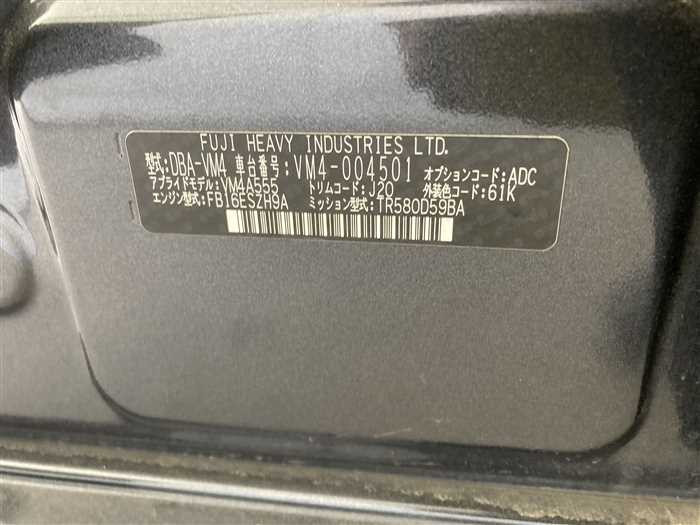 FUJI HEAVY INDUSTRIES LTD.
型式:DBA-VM4 車台番号:VM4-004501 オプションコード:ADC
アプライドモデル:VM4A555 トリムコード:J20 外装色コード:61K
エンジン型式:FB16ESZH9A ミッション型式:TR580D59BA